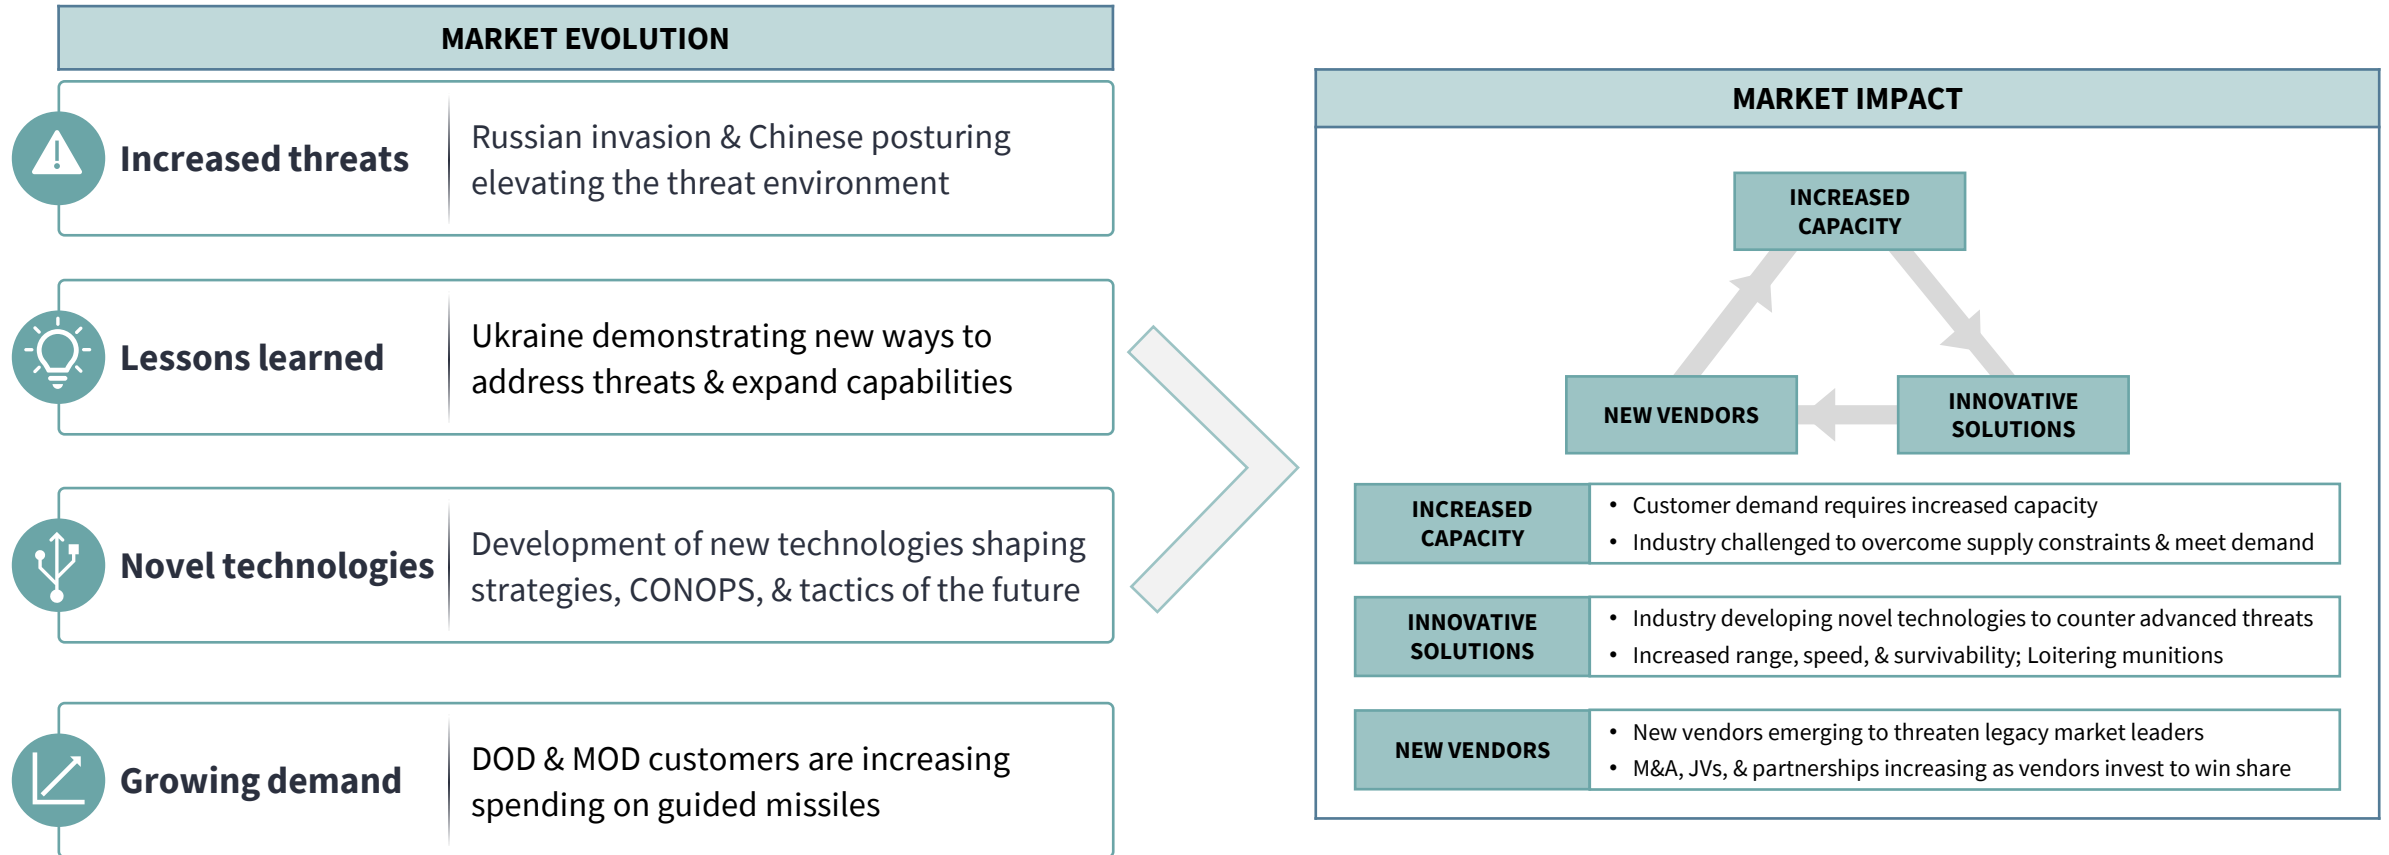 MARKET EVOLUTION
Increased threats
Russian invasion & Chinese posturing
elevating the threat environment
Lessons learned
Ukraine demonstrating new ways to
address threats & expand capabilities
Novel technologies
Development of new technologies shaping
strategies, CONOPS, & tactics of the future
Growing demand
DOD & MOD customers are increasing
spending on guided missiles
MARKET IMPACT
INCREASED
CAPACITY
NEW VENDORS
INNOVATIVE
SOLUTIONS
INCREASED
CAPACITY
• Customer demand requires increased capacity
• Industry challenged to overcome supply constraints & meet demand
INNOVATIVE
SOLUTIONS
• Industry developing novel technologies to counter advanced threats
• Increased range, speed, & survivability; Loitering munitions
NEW VENDORS
• New vendors emerging to threaten legacy market leaders
• M&A, JVs, & partnerships increasing as vendors invest to win share